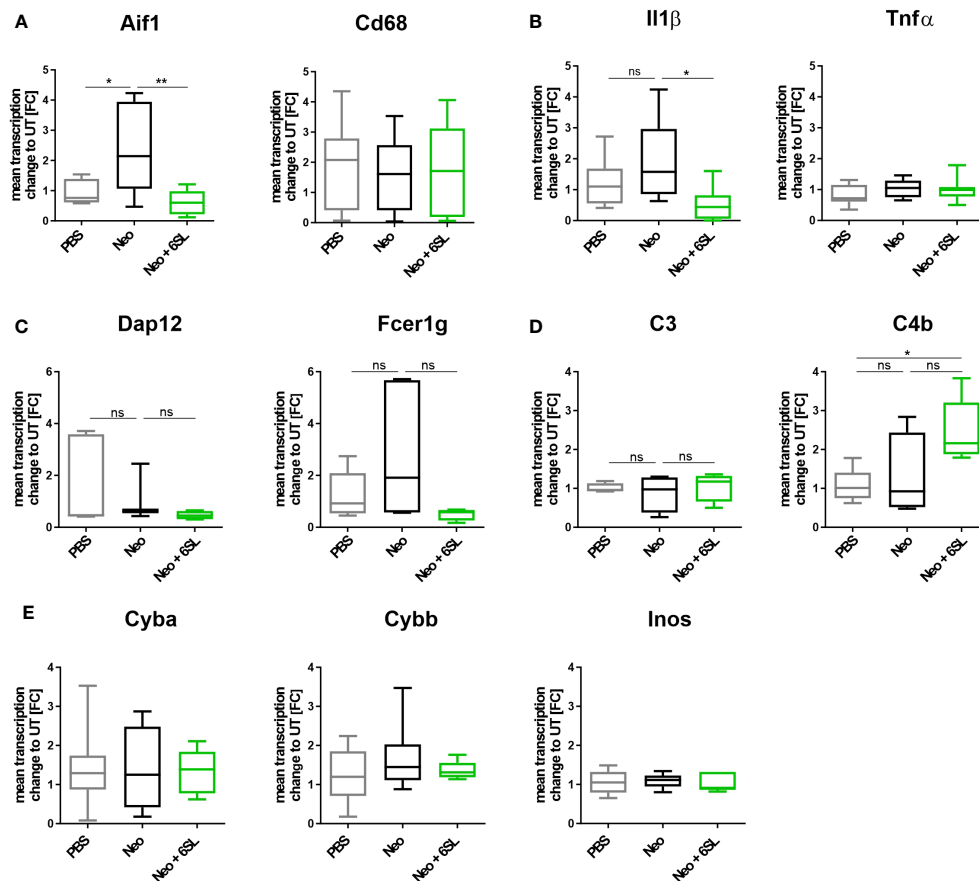 A
Aif1
mean transcription
change to UT [FC]
5
4
3
2
1
0
*
**
PBS
Neo
Neo + 6SL
Cd68
mean transcription
change to UT [FC]
5
4
3
2
1
0
PBS
Neo
Neo + 6SL
B
Il1β
mean transcription
change to UT [FC]
5
4
3
2
1
0
ns
*
PBS
Neo
Neo + 6SL
Tnfα
mean transcription
change to UT [FC]
5
4
3
2
1
0
PBS
Neo
Neo + 6SL
C
Dap12
mean transcription
change to UT [FC]
6
4
2
0
ns
ns
PBS
Neo
Neo + 6SL
Fcer1g
mean transcription
change to UT [FC]
6
4
2
0
ns
ns
PBS
Neo
Neo + 6SL
D
C3
mean transcription
change to UT [FC]
4
3
2
1
0
ns
ns
PBS
Neo
Neo + 6SL
C4b
mean transcription
change to UT [FC]
4
3
2
1
0
*
ns
ns
PBS
Neo
Neo + 6SL
E
Cyba
mean transcription
change to UT [FC]
4
3
2
1
0
PBS
Neo
Neo + 6SL
Cybb
mean transcription
change to UT [FC]
4
3
2
1
0
PBS
Neo
Neo + 6SL
Inos
mean transcription
change to UT [FC]
4
3
2
1
0
PBS
Neo
Neo + 6SL